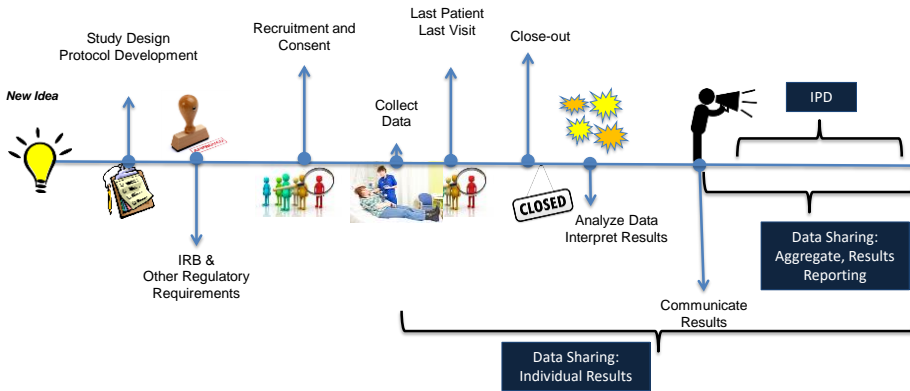 New Idea
Study Design
Protocol Development
IRB &
Other Regulatory
Requirements
Recruitment and
Consent
Collect
Data
Last Patient
Last Visit
Close-out
CLOSED
Analyze Data
Interpret Results
Communicate
Results
IPD
Data Sharing:
Aggregate, Results
Reporting
Data Sharing:
Individual Results